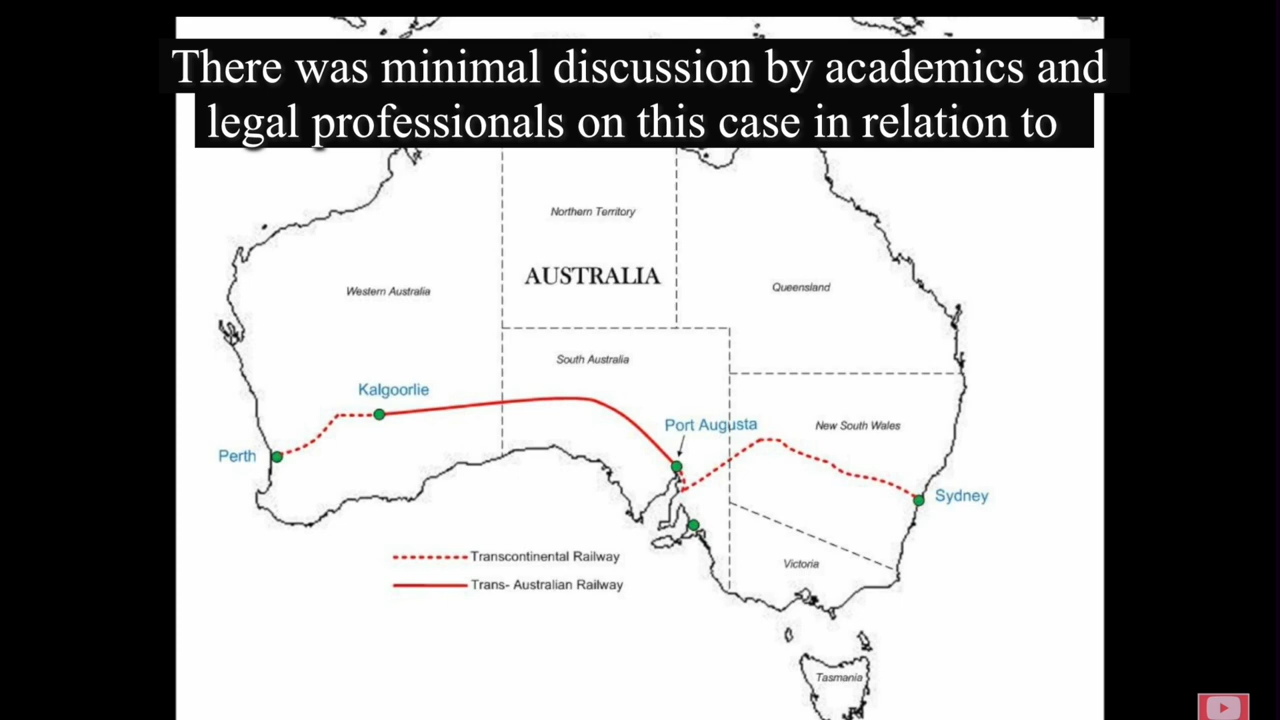 There was minimal discussion by academics and
legal professionals on this case in relation to
Northern Territory
AUSTRALIA
Western Australia
Queensland
South Australia
Kalgoorlie
Port Augusta
New South Wales
Perth
Sydney
Transcontinental Railway
Victoria
Trans- Australian Railway
Tasmania